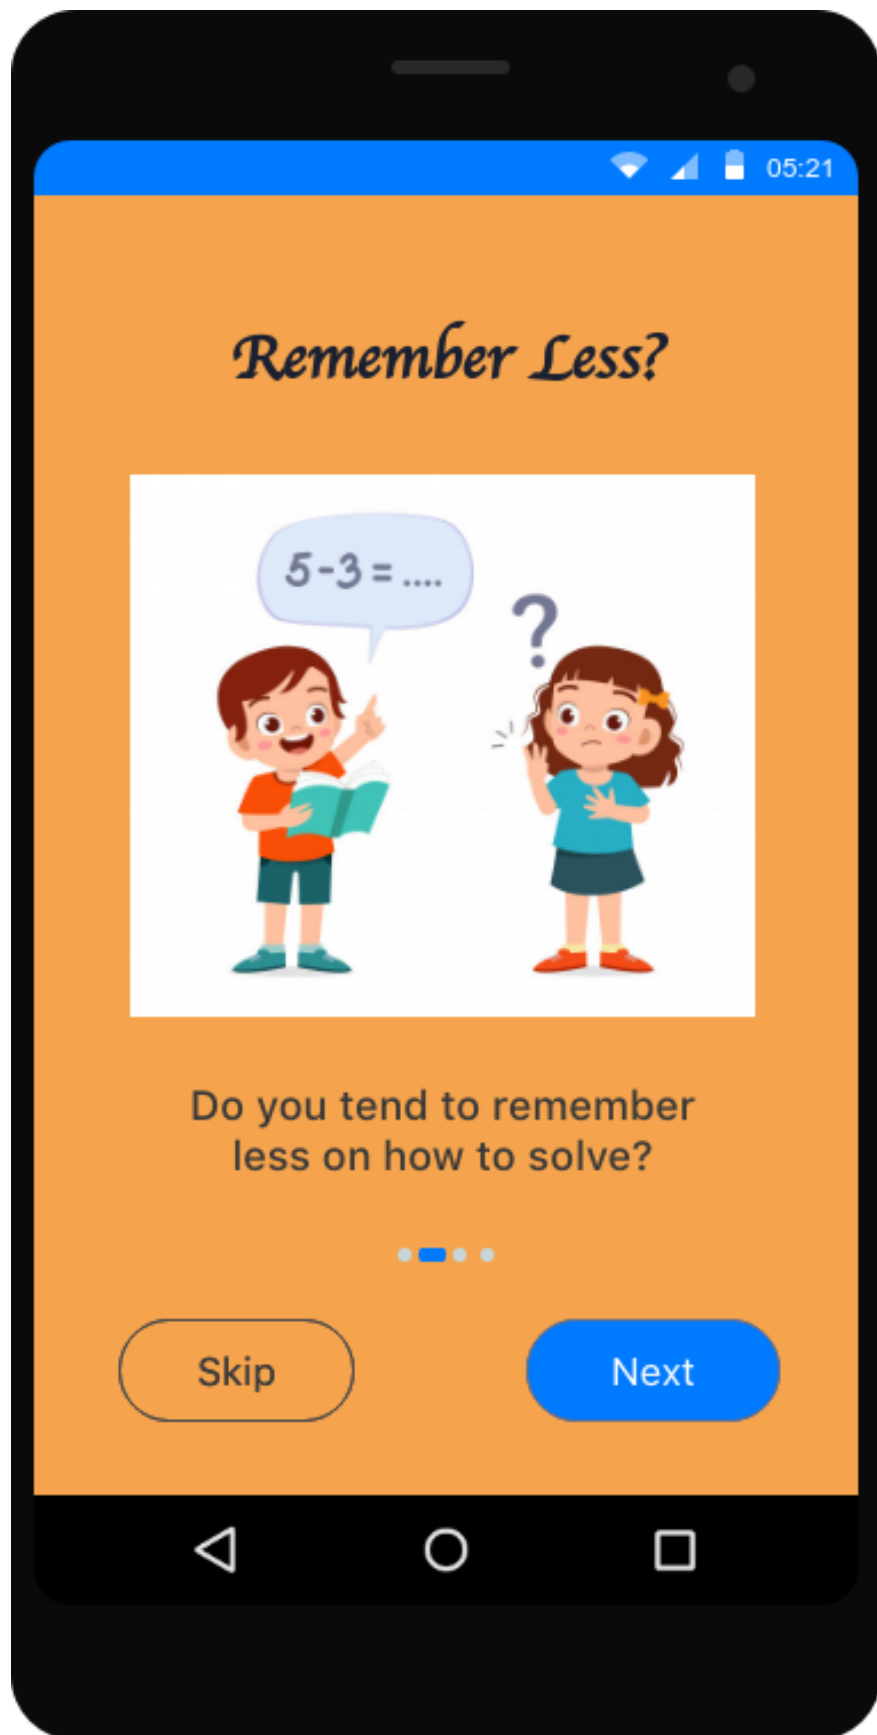 05:21
Remember Less?
5-3=....
?
Do you tend to remember
less on how to solve?
Skip
Next